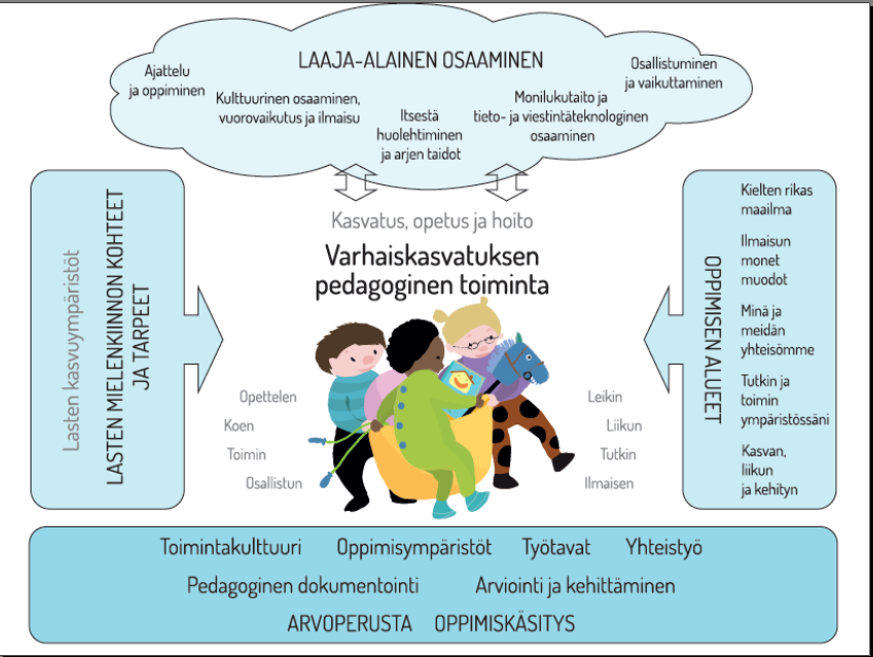 LAAJA-ALAINEN OSAAMINEN
Ajattelu
ja oppiminen
Kulttuurinen osaaminen,
vuorovaikutus ja ilmaisu
Itsestä
huolehtiminen
ja arjen taidot
Monilukutaito ja
tieto- ja viestintäteknologinen
osaaminen
Osallistuminen
ja vaikuttaminen
Lasten kasvuympäristöt
LASTEN MIELENKIINNON KOHTEET
JA TARPEET
Kasvatus, opetus ja hoito
Varhaiskasvatuksen
pedagoginen toiminta
Opettelen
Koen
Toimin
Osallistun
Leikin
Liikun
Tutkin
Ilmaisen
OPPIMISEN ALUEET
Kielten rikas
maailma
Ilmaisun
monet
muodot
Minä ja
meidän
yhteisömme
Tutkin ja
toimin
ympäristössäni
Kasvan,
liikun
ja kehityn
Toimintakulttuuri Oppimisympäristöt Työtavat Yhteistyö
Pedagoginen dokumentointi Arviointi ja kehittäminen
ARVOPERUSTA OPPIMISKÄSITYS